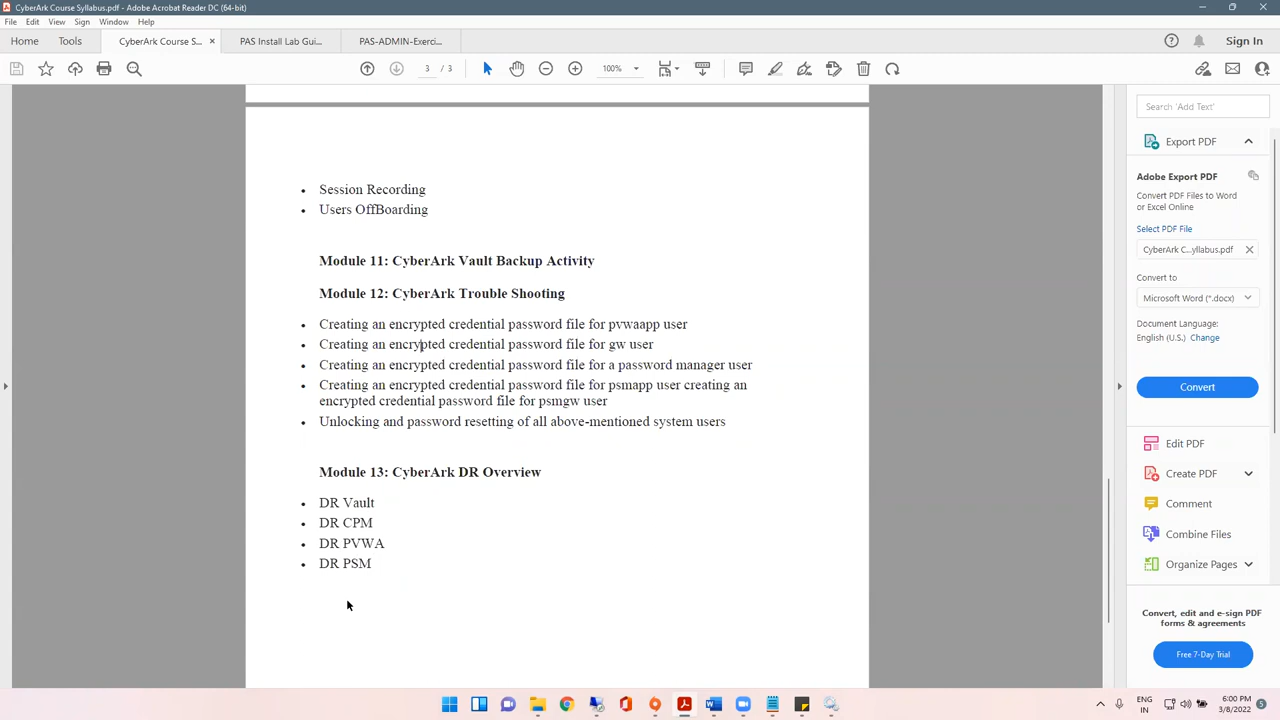 CyberArk Course Syllabus.pdf - Adobe Acrobat Reader DC (64-bit)
File Edit View Sign Window Help
Home Tools CyberArk Course S... × PAS Install Lab Gui... PAS-ADMIN-Exerci... Sign In
3 / 3 100%
Session Recording
Users OffBoarding
Module 11: CyberArk Vault Backup Activity
Module 12: CyberArk Trouble Shooting
Creating an encrypted credential password file for pvwaapp user
Creating an encrypted credential password file for gw user
Creating an encrypted credential password file for a password manager user
Creating an encrypted credential password file for psmapp user creating an
encrypted credential password file for psmgw user
Unlocking and password resetting of all above-mentioned system users
Module 13: CyberArk DR Overview
DR Vault
DR CPM
DR PVWA
DR PSM
Search 'Add Text'
Export PDF
Adobe Export PDF
Convert PDF Files to Word
or Excel Online
Select PDF File
CyberArk C...yllabus.pdf
Convert to
Microsoft Word (*.docx)
Document Language:
English (U.S.) Change
Convert
Edit PDF
Create PDF
Comment
Combine Files
Organize Pages
Convert, edit and e-sign PDF
forms & agreements
Free 7-Day Trial
ENG
IN
6:00 PM
3/8/2022